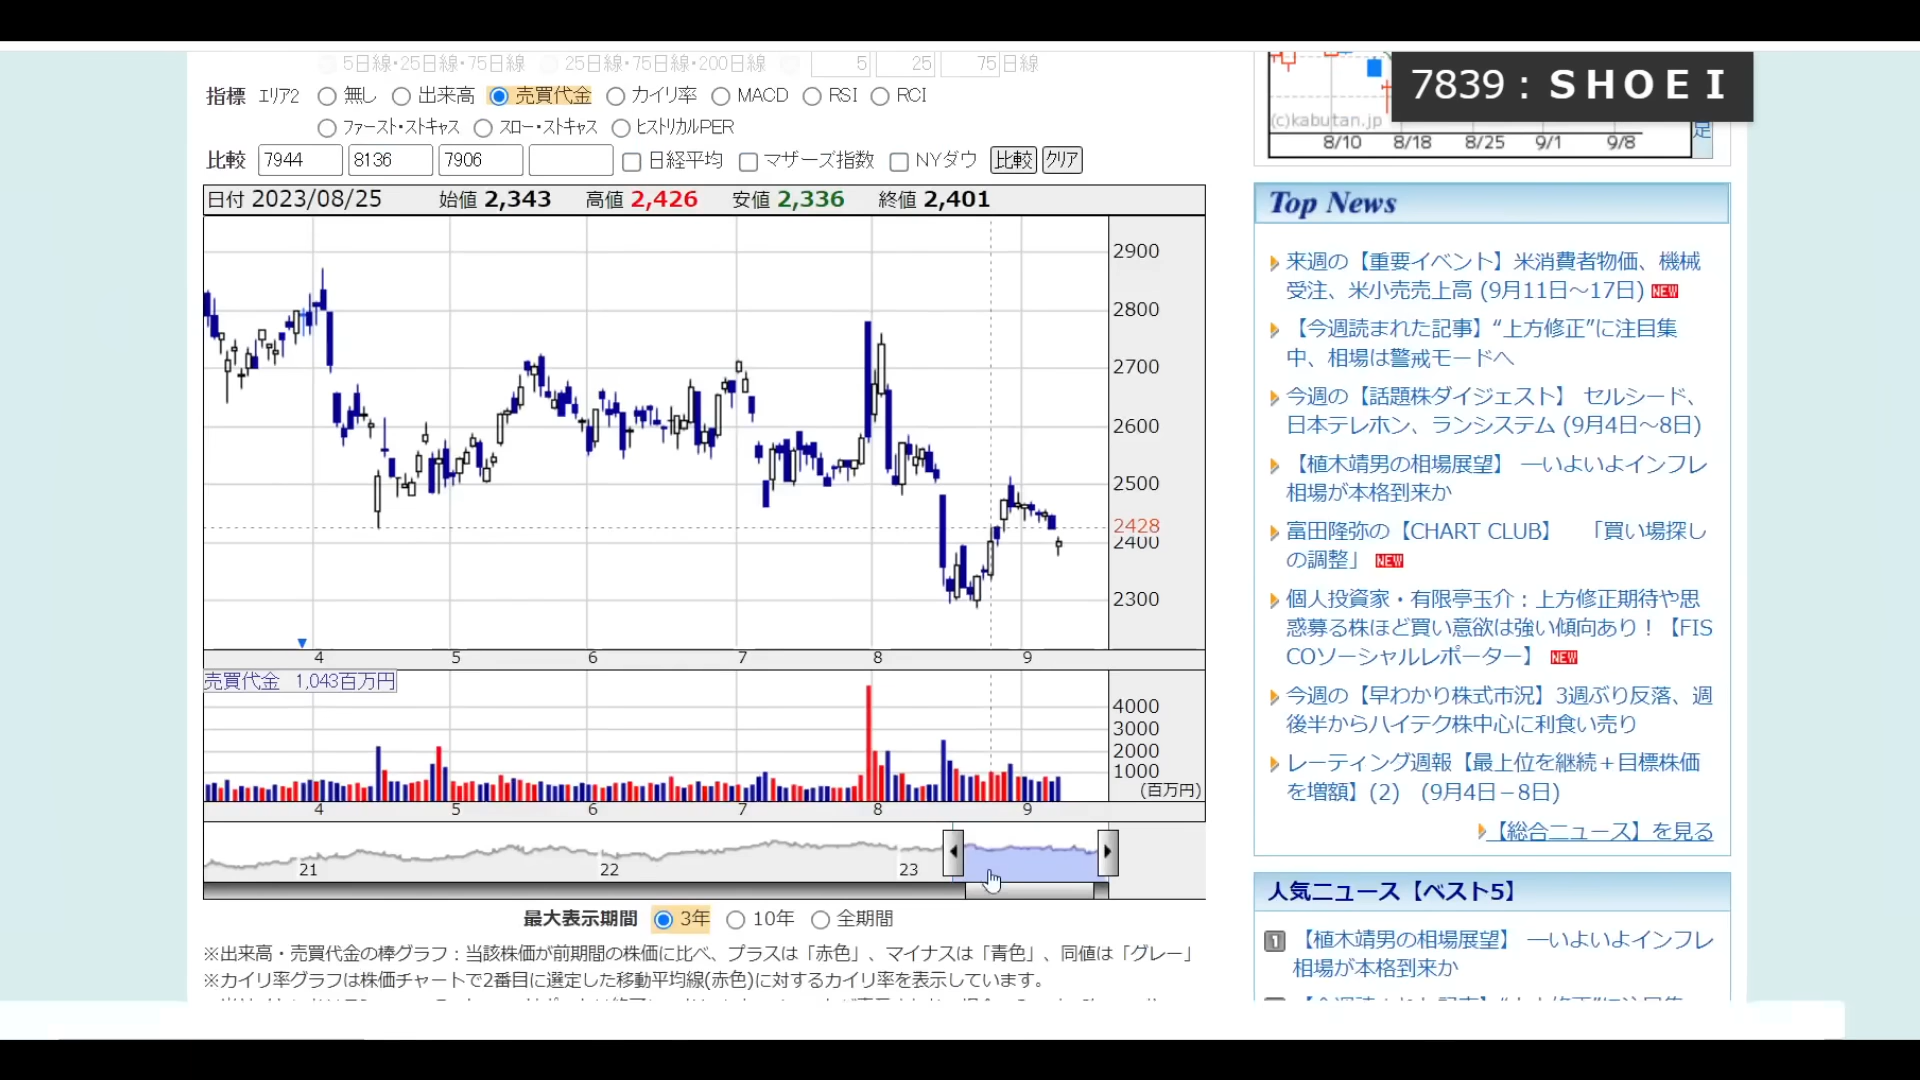 5日線・25日線・75日線 25日線・75日線・200日線 5 25 75 日線
指標 エリア2 無し 出来高 売買代金 カイリ率 MACD RSI RCI
ファースト・ストキャス スロー・ストキャス ヒストリカルPER
比較 7944 8136 7906 日経平均 マザーズ指数 NYダウ 比較 クリア
日付 2023/08/25 始値 2,343 高値 2,426 安値 2,336 終値 2,401
2900
2800
2700
2600
2500
2428
2400
2300
4 5 6 7 8 9
売買代金 1,043百万円
4000
3000
2000
1000
(百万円)
4 5 6 7 8 9
21 22 23
最大表示期間 3年 10年 全期間
※出来高・売買代金の棒グラフ：当該株価が前期間の株価に比べ、プラスは「赤色」、マイナスは「青色」、同値は「グレー」
※カイリ率グラフは株価チャートで2番目に選定した移動平均線(赤色)に対するカイリ率を表示しています。
7839：SHOEI
(c)kabutan.jp
足
8/10 8/18 8/25 9/1 9/8
Top News
来週の【重要イベント】米消費者物価、機械
受注、米小売売上高 (9月11日～17日) NEW
【今週読まれた記事】“上方修正”に注目集
中、相場は警戒モードへ
今週の【話題株ダイジェスト】 セルシード、
日本テレホン、ランシステム (9月4日～8日)
【植木靖男の相場展望】 ―いよいよインフレ
相場が本格到来か
富田隆弥の【CHART CLUB】 「買い場探し
の調整」 NEW
個人投資家・有限亭玉介：上方修正期待や思
惑募る株ほど買い意欲は強い傾向あり！【FIS
COソーシャルレポーター】 NEW
今週の【早わかり株式市況】3週ぶり反落、週
後半からハイテク株中心に利食い売り
レーティング週報【最上位を継続＋目標株価
を増額】(2) (9月4日－8日)
【総合ニュース】を見る
人気ニュース【ベスト5】
1 【植木靖男の相場展望】 ―いよいよインフレ
相場が本格到来か